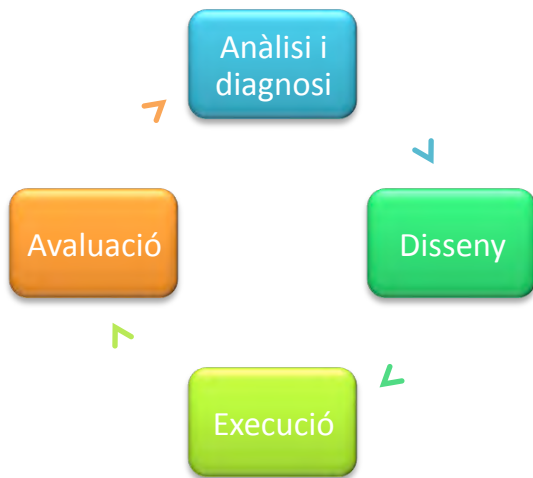 Anàlisi i
diagnosi
Avaluació
Disseny
Execució